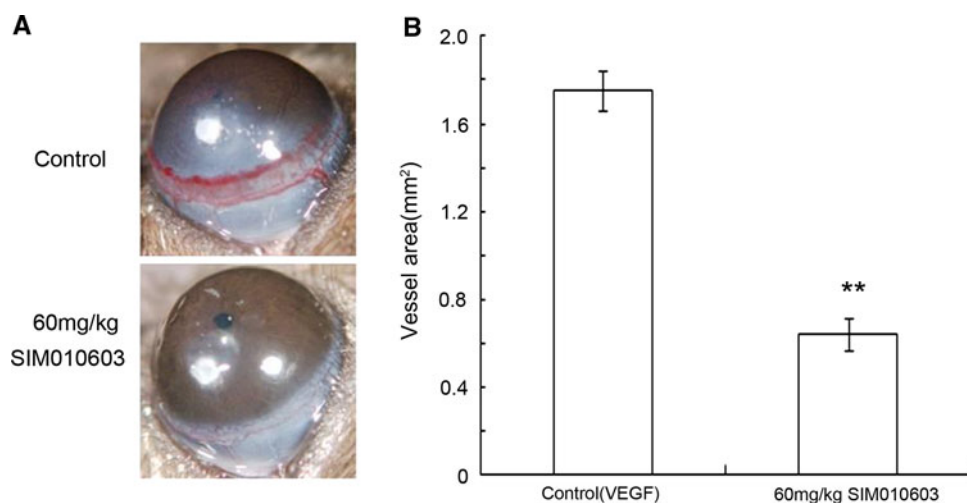 A
Control
60mg/kg
SIM010603
B
Vessel area(mm²)
2.0
1.6
1.2
0.8
0.4
0
**
Control(VEGF)
60mg/kg SIM010603